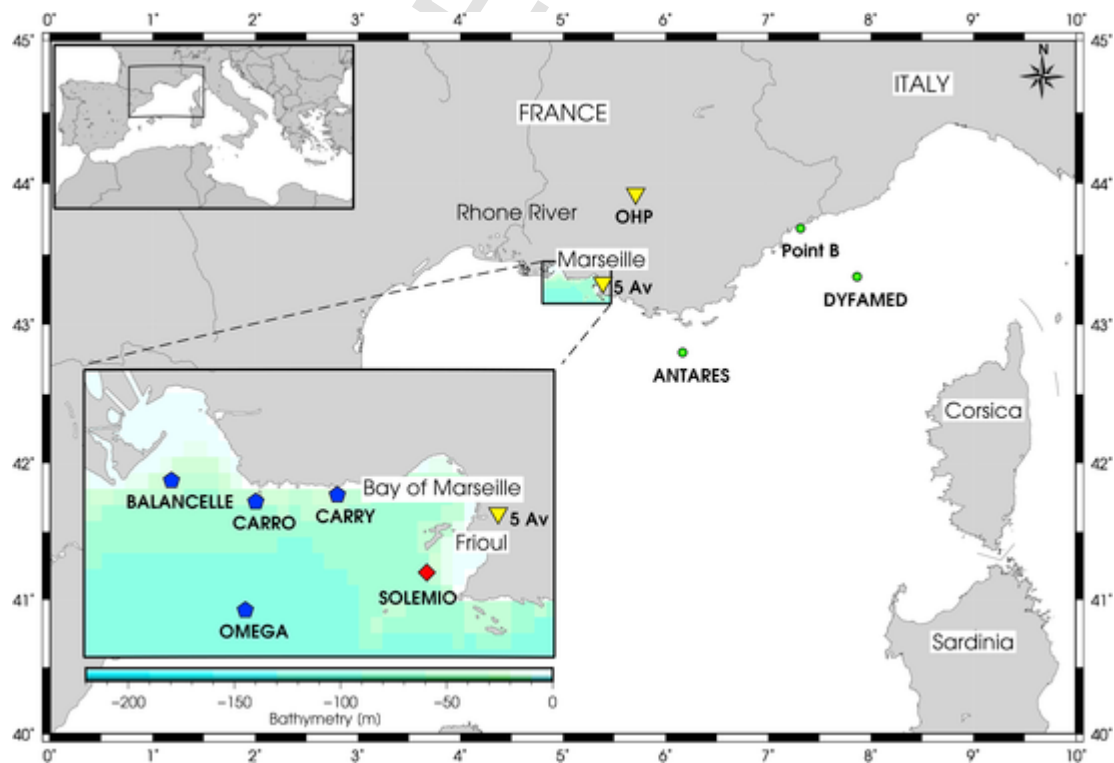 0° 1° 2° 3° 4° 5° 6° 7° 8° 9° 10°
45° 45°
N
ITALY
FRANCE
44° 44°
OHP
Rhone River
Point B
Marseille
5 Av
DYFAMED
43° 43°
ANTARES
Corsica
42° 42°
Bay of Marseille
BALANCELLE
CARRO
CARRY
5 Av
Frioul
SOLEMIO
41° 41°
OMEGA
Sardinia
−200 −150 −100 −50 0
Bathymetry (m)
40° 40°
0° 1° 2° 3° 4° 5° 6° 7° 8° 9° 10°